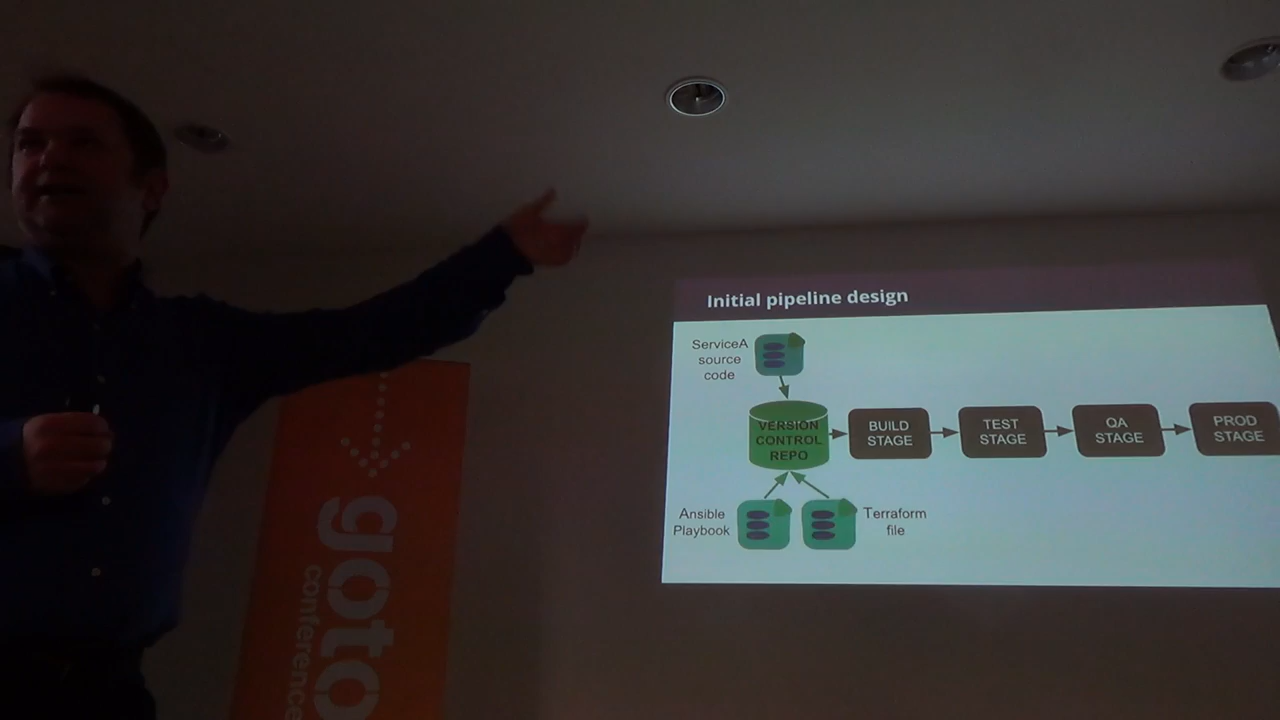 Initial pipeline design
ServiceA
source
code
VERSION
CONTROL
REPO
BUILD
STAGE
TEST
STAGE
QA
STAGE
PROD
STAGE
Ansible
Playbook
Terraform
file
goto
conference